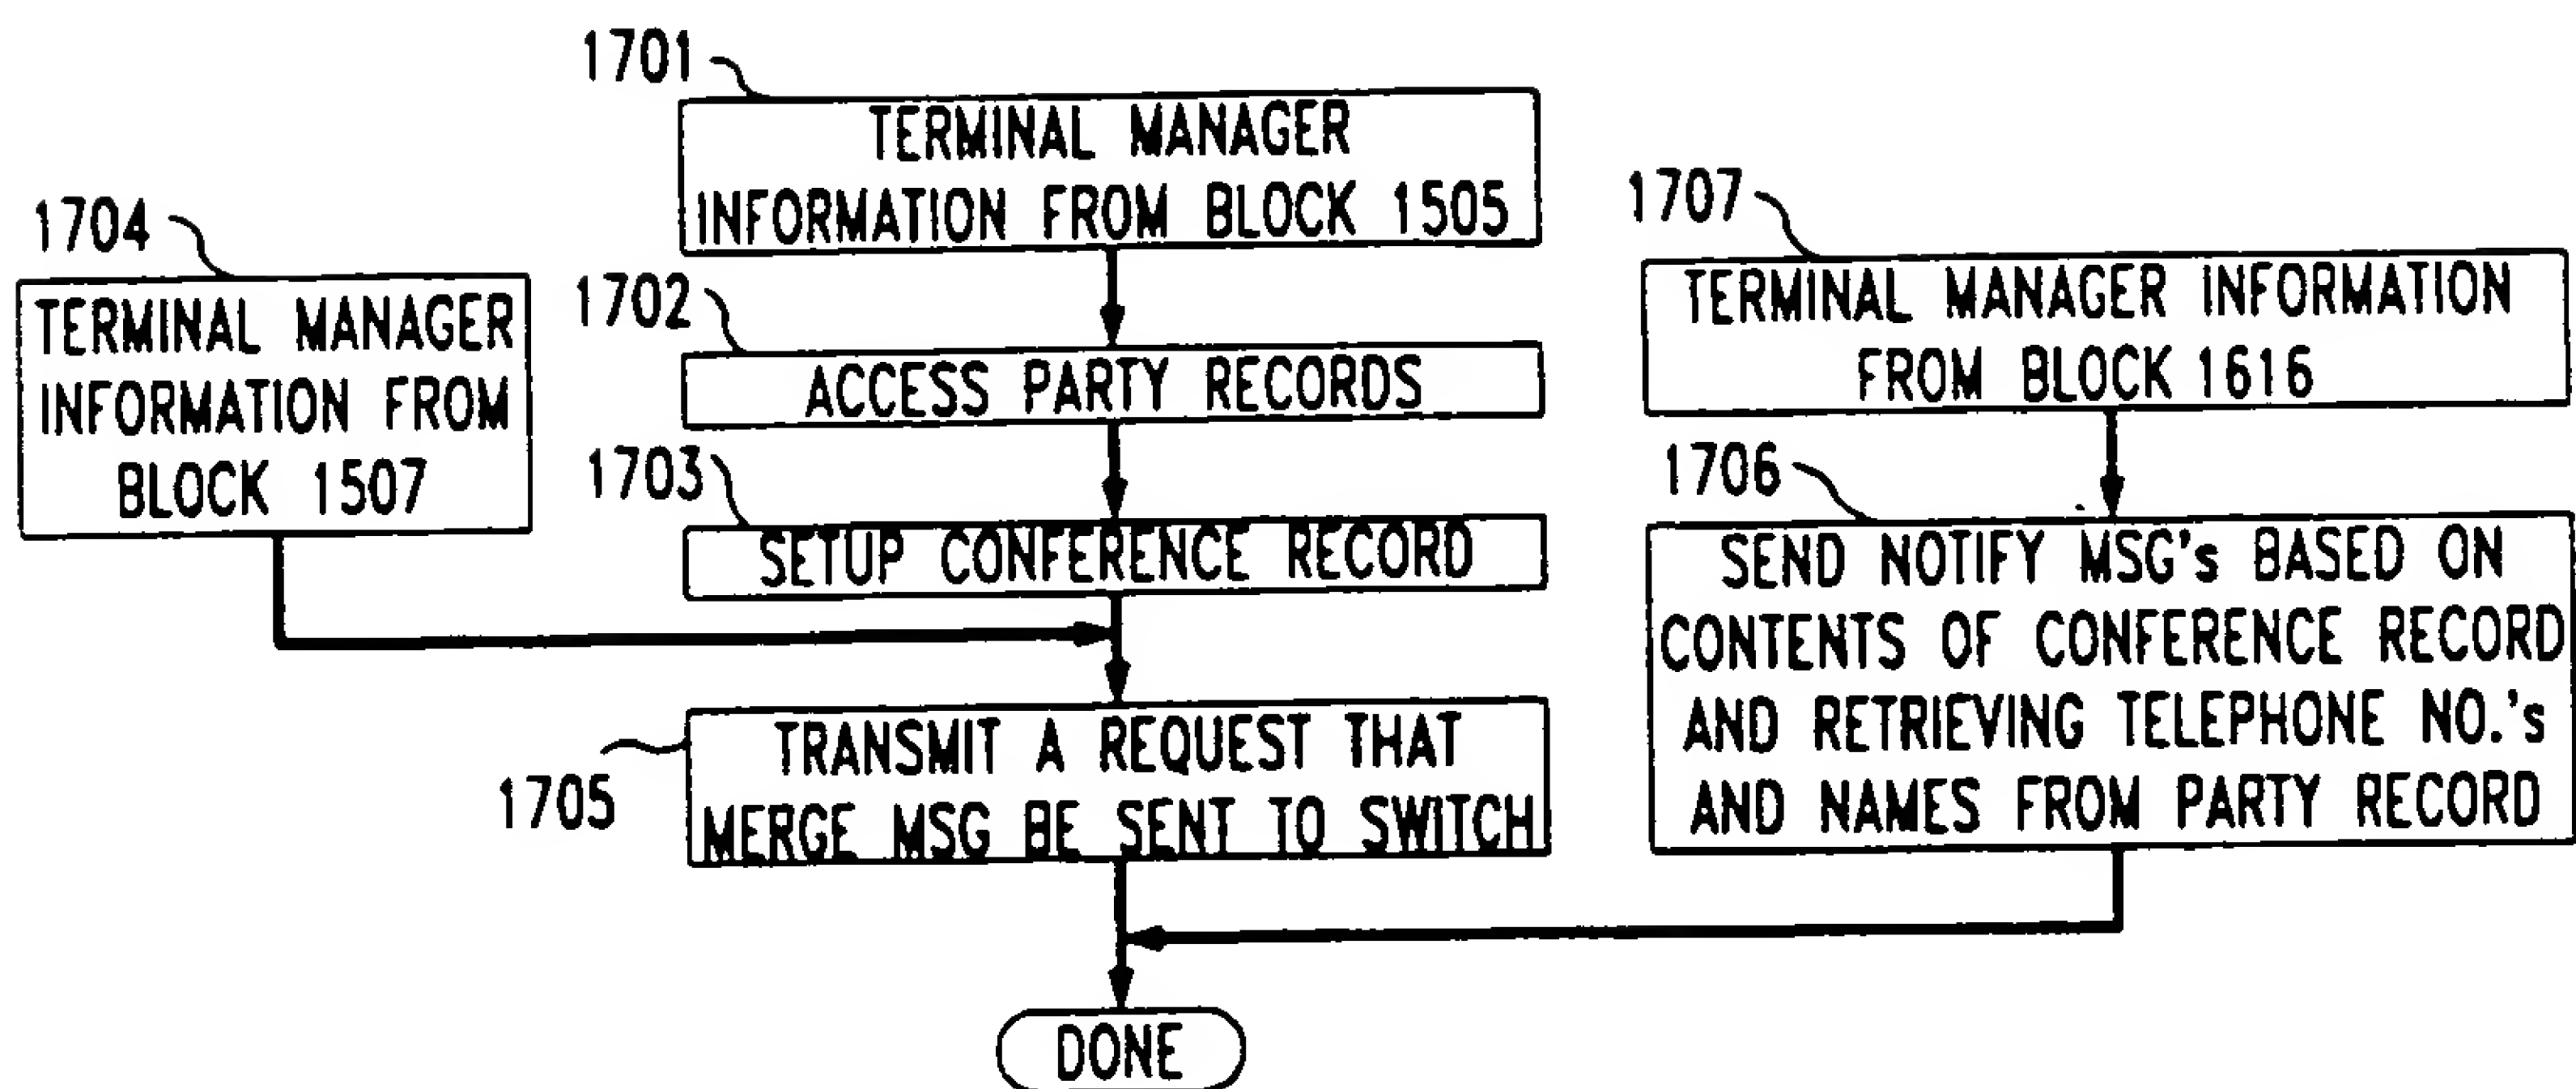 1701
TERMINAL MANAGER
INFORMATION FROM BLOCK 1505
1704
TERMINAL MANAGER
INFORMATION FROM
BLOCK 1507
1702
ACCESS PARTY RECORDS
1703
SETUP CONFERENCE RECORD
1705
TRANSMIT A REQUEST THAT
MERGE MSG BE SENT TO SWITCH
1707
TERMINAL MANAGER INFORMATION
FROM BLOCK 1616
1706
SEND NOTIFY MSG's BASED ON
CONTENTS OF CONFERENCE RECORD
AND RETRIEVING TELEPHONE NO.'s
AND NAMES FROM PARTY RECORD
DONE